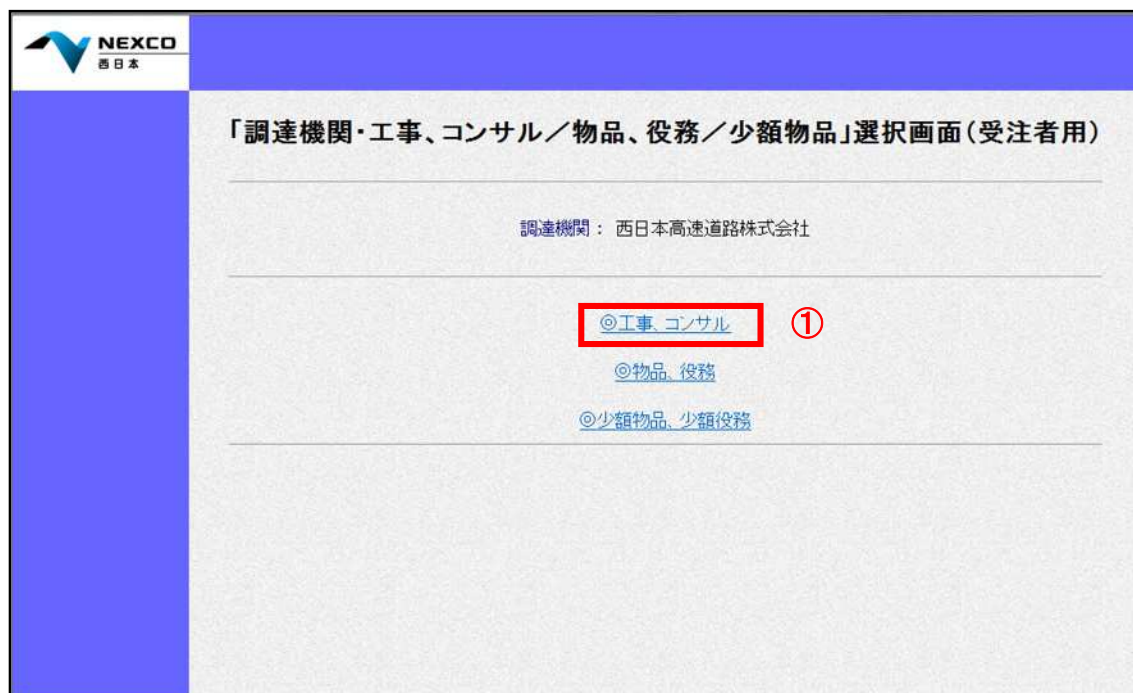 NEXCO
西日本
「調達機関・工事、コンサル／物品、役務／少額物品」選択画面（受注者用）
調達機関： 西日本高速道路株式会社
◎工事、コンサル
①
◎物品、役務
◎少額物品、少額役務